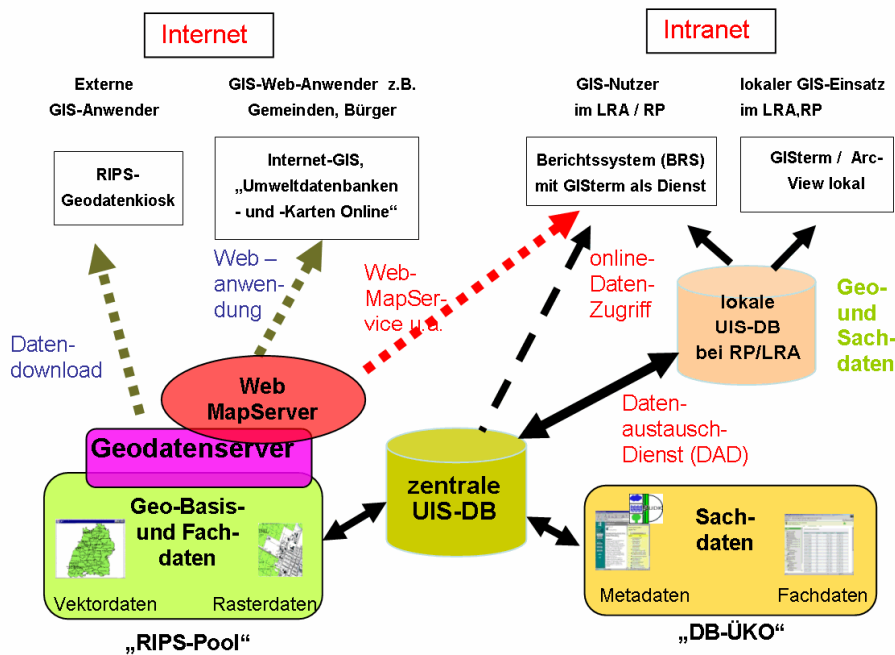 Internet
Intranet
Externe
GIS-Anwender
GIS-Web-Anwender z.B.
Gemeinden, Bürger
GIS-Nutzer
im LRA / RP
lokaler GIS-Einsatz
im LRA,RP
RIPS-
Geodatenkiosk
Internet-GIS,
„Umweltdatenbanken
- und -Karten Online“
Berichtssystem (BRS)
mit GISterm als Dienst
GISterm / Arc-
View lokal
Web –
anwen-
dung
Web-
MapSer-
vice u.a.
online-
Daten-
Zugriff
lokale
UIS-DB
bei RP/LRA
Geo-
und
Sach-
daten
Daten-
download
Web
MapServer
Daten-
austausch-
Dienst (DAD)
Geodatenserver
zentrale
UIS-DB
Geo-Basis-
und Fach-
daten
Sach-
daten
Vektordaten
Rasterdaten
Metadaten
Fachdaten
„RIPS-Pool“
„DB-ÜKO“